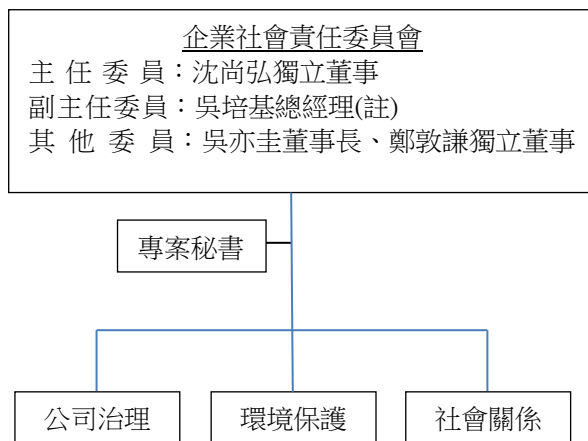 企業社會責任委員會
主 任 委 員：沈尚弘獨立董事
副主任委員：吳培基總經理(註)
其 他 委 員：吳亦圭董事長、鄭敦謙獨立董事
專案秘書
公司治理
環境保護
社會關係